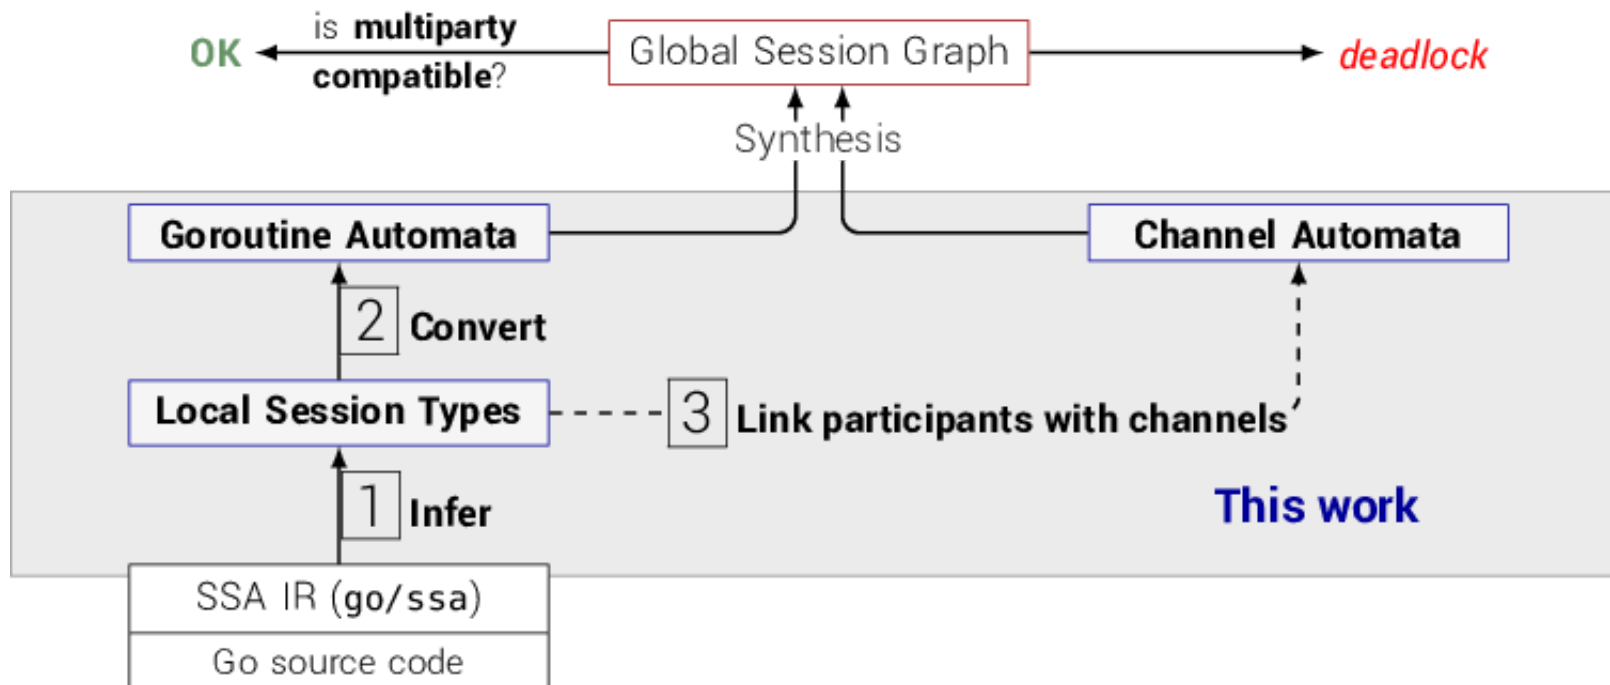 is multiparty
OK
compatible?
Global Session Graph
deadlock
Synthesis
Goroutine Automata
Channel Automata
2 Convert
Local Session Types
3 Link participants with channels
1 Infer
This work
SSA IR (go/ssa)
Go source code